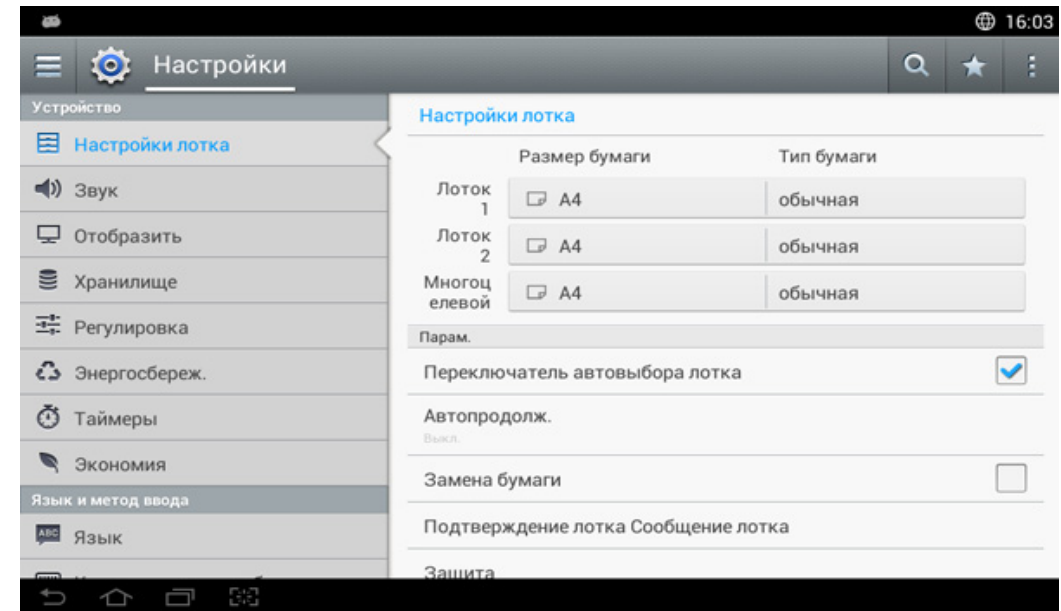 16:03
Настройки
Устройство
Настройки лотка
Звук
Отобразить
Хранилище
Регулировка
Энергосбереж.
Таймеры
Экономия
Язык и метод ввода
ABC
Язык
Настройки лотка
Размер бумаги
Тип бумаги
Лоток
1
A4
обычная
Лоток
2
A4
обычная
Многоц
елевой
A4
обычная
Парам.
Переключатель автовыбора лотка
Автопродолж.
Выкл.
Замена бумаги
Подтверждение лотка Сообщение лотка
Защита